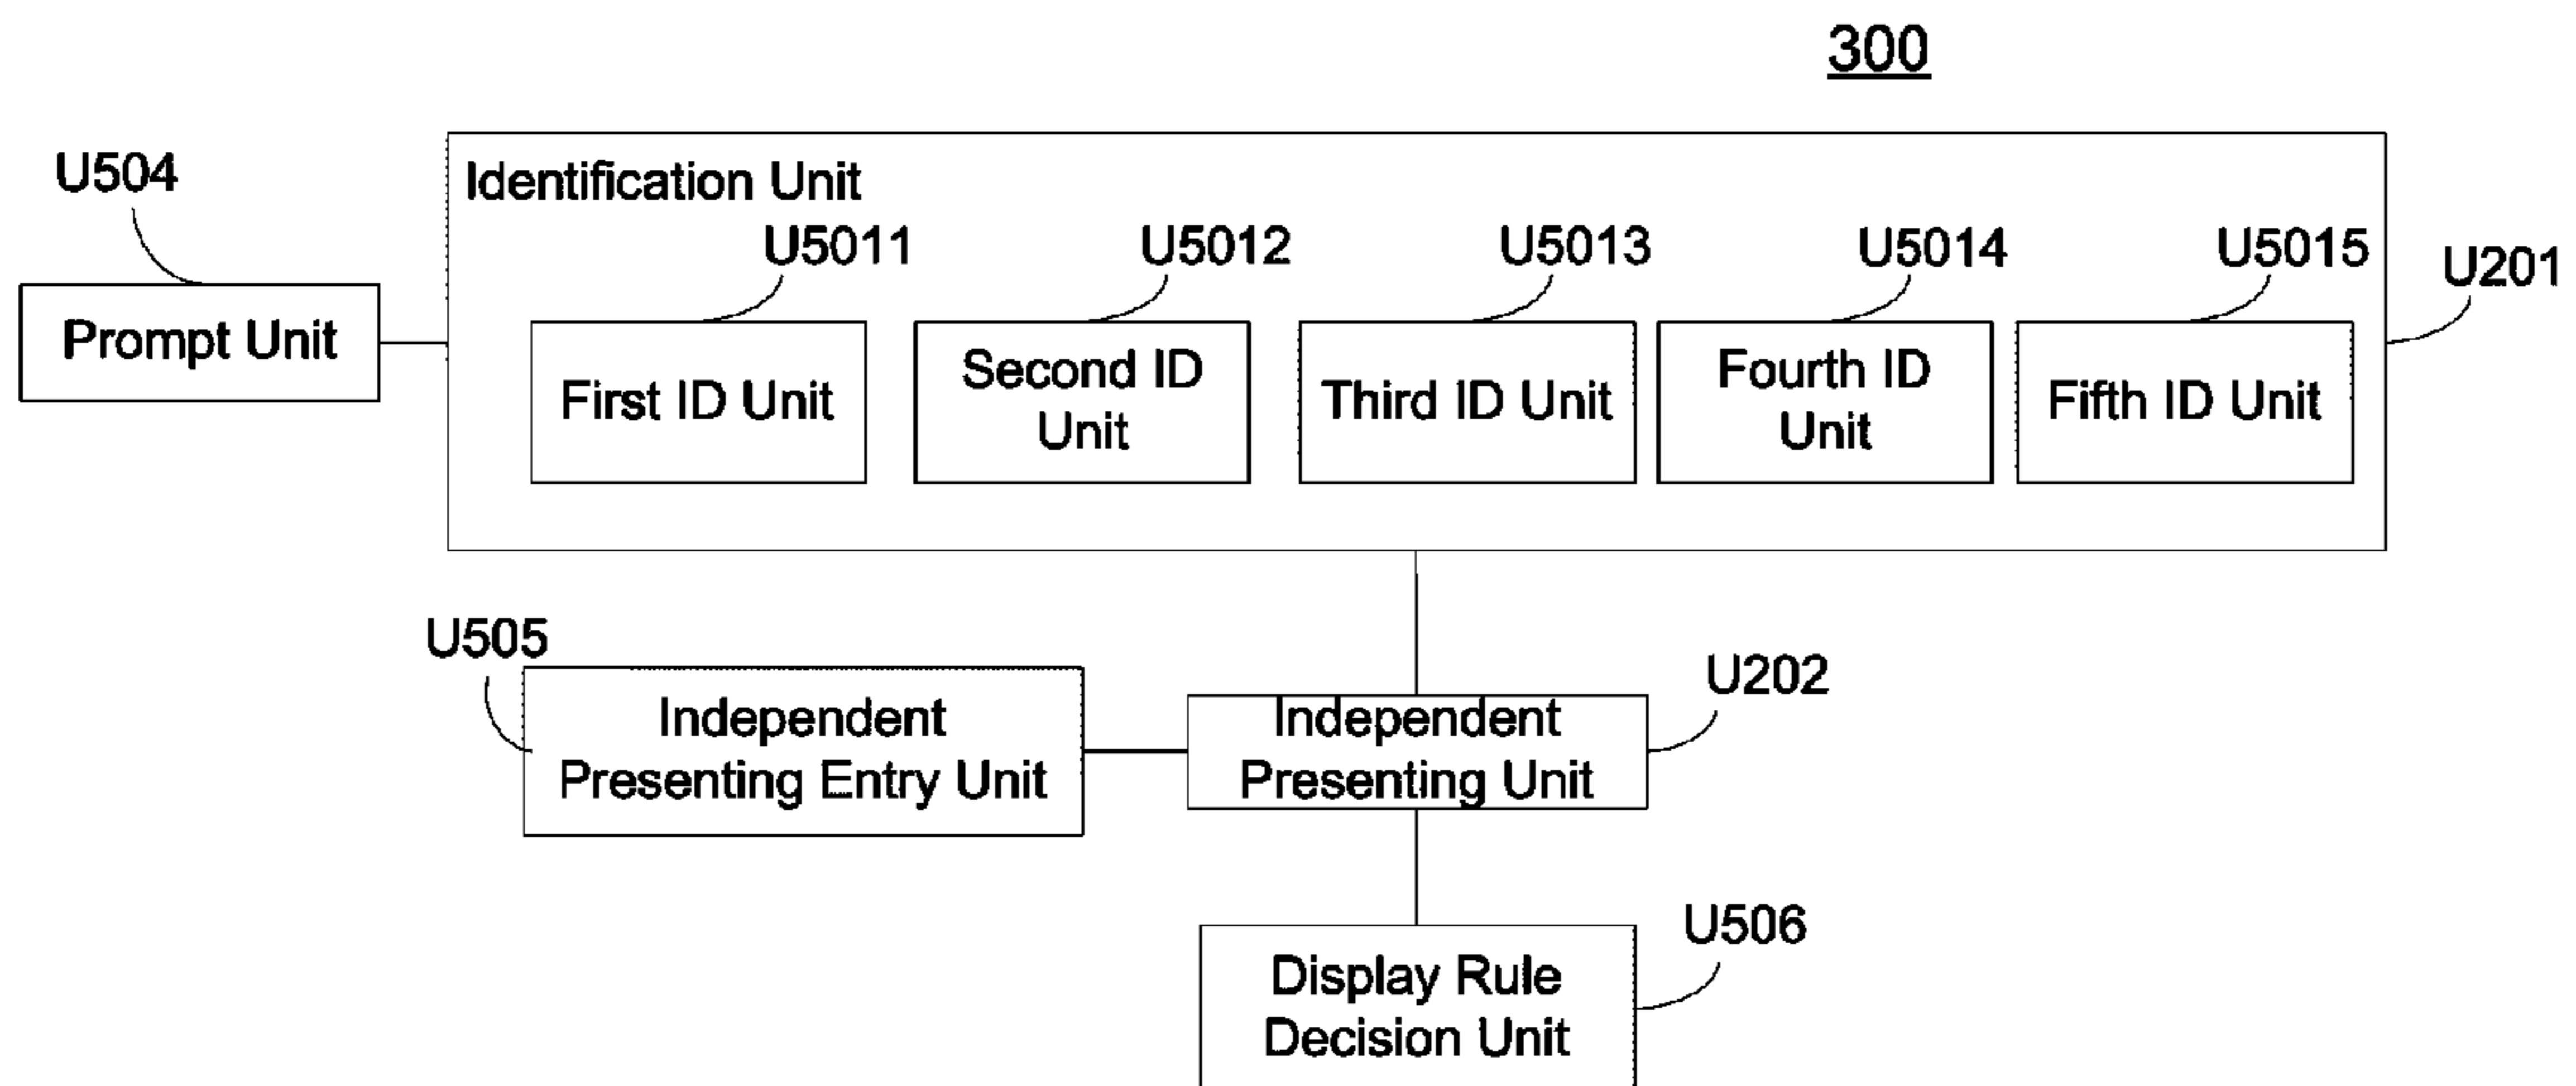 300
U504
Identification Unit
U5011
U5012
U5013
U5014
U5015
U201
Prompt Unit
First ID Unit
Second ID
Unit
Third ID Unit
Fourth ID
Unit
Fifth ID Unit
U505
Independent
Presenting Entry Unit
Independent
Presenting Unit
U202
Display Rule
Decision Unit
U506